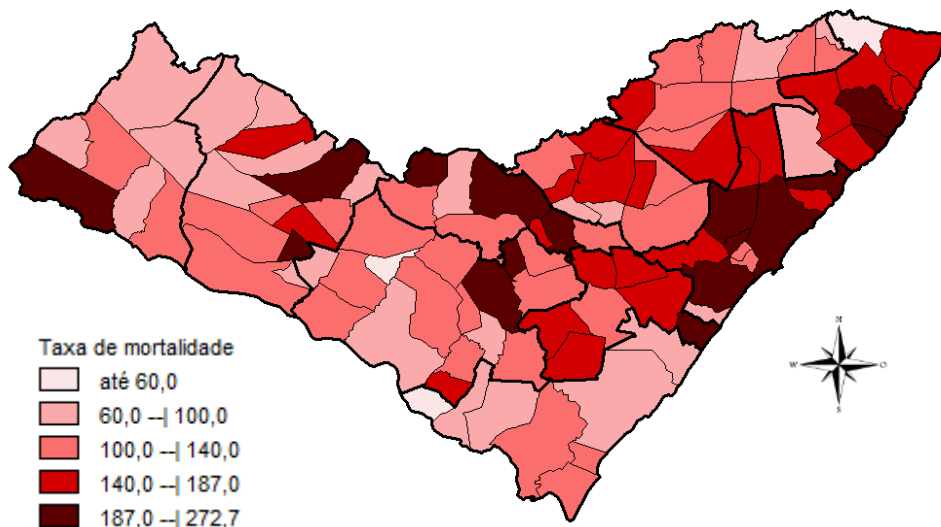 Taxa de mortalidade
até 60,0
60,0 --| 100,0
100,0 --| 140,0
140,0 --| 187,0
187,0 --| 272,7
N
W
O
S